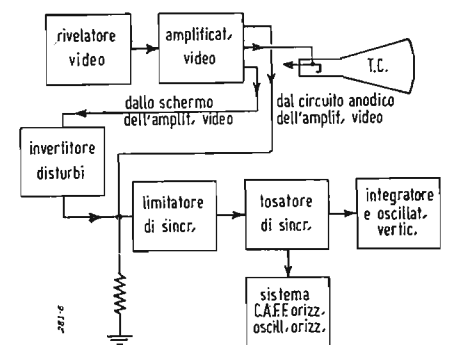 rivelatore
video
amplificat.
video
T.C.
dallo schermo
dell'amplif. video
dal circuito anodico
dell'amplif. video
invertitore
disturbi
limitatore
di sincr.
tosatore
di sincr.
integratore
e oscillat.
vertic.
sistema
C.A.F.F. orizz.
oscill. orizz.
281-6